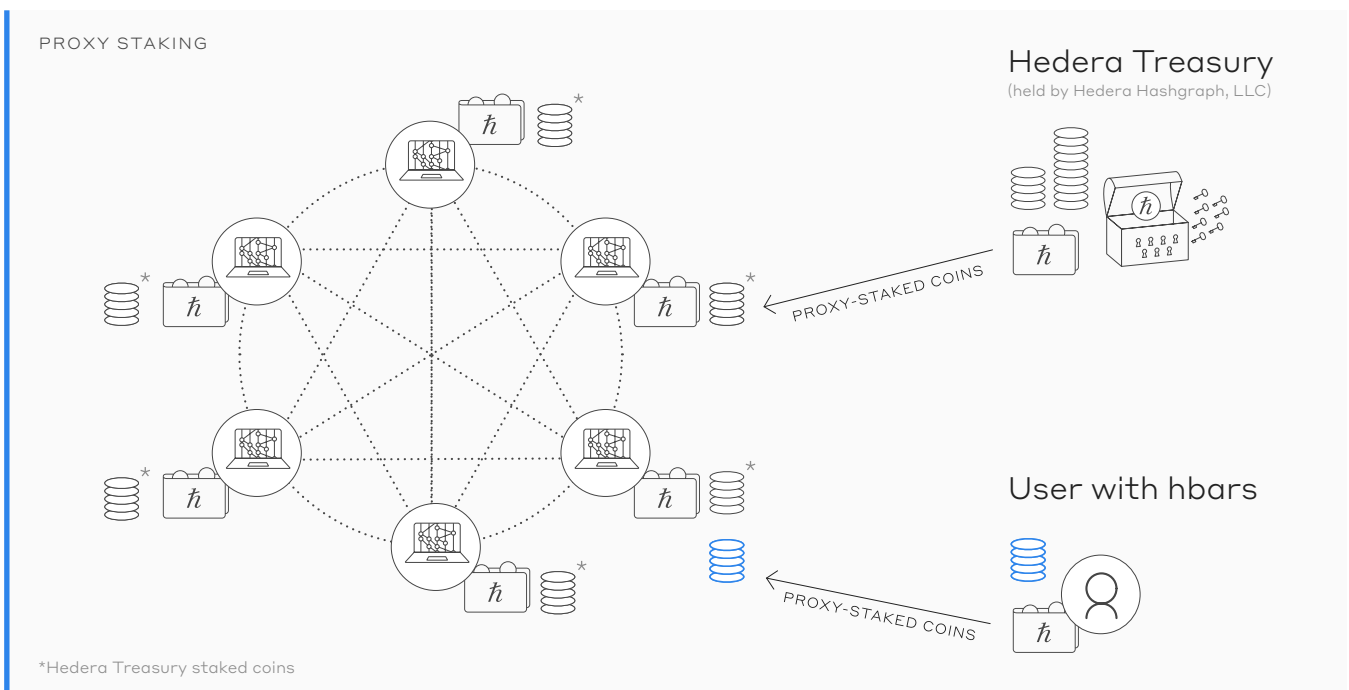 PROXY STAKING
Hedera Treasury
(held by Hedera Hashgraph, LLC)
*
ℏ
*
ℏ
ℏ
*
ℏ
ℏ
*
PROXY-STAKED COINS
*
ℏ
ℏ
*
User with hbars
ℏ
*
PROXY-STAKED COINS
ℏ
*Hedera Treasury staked coins